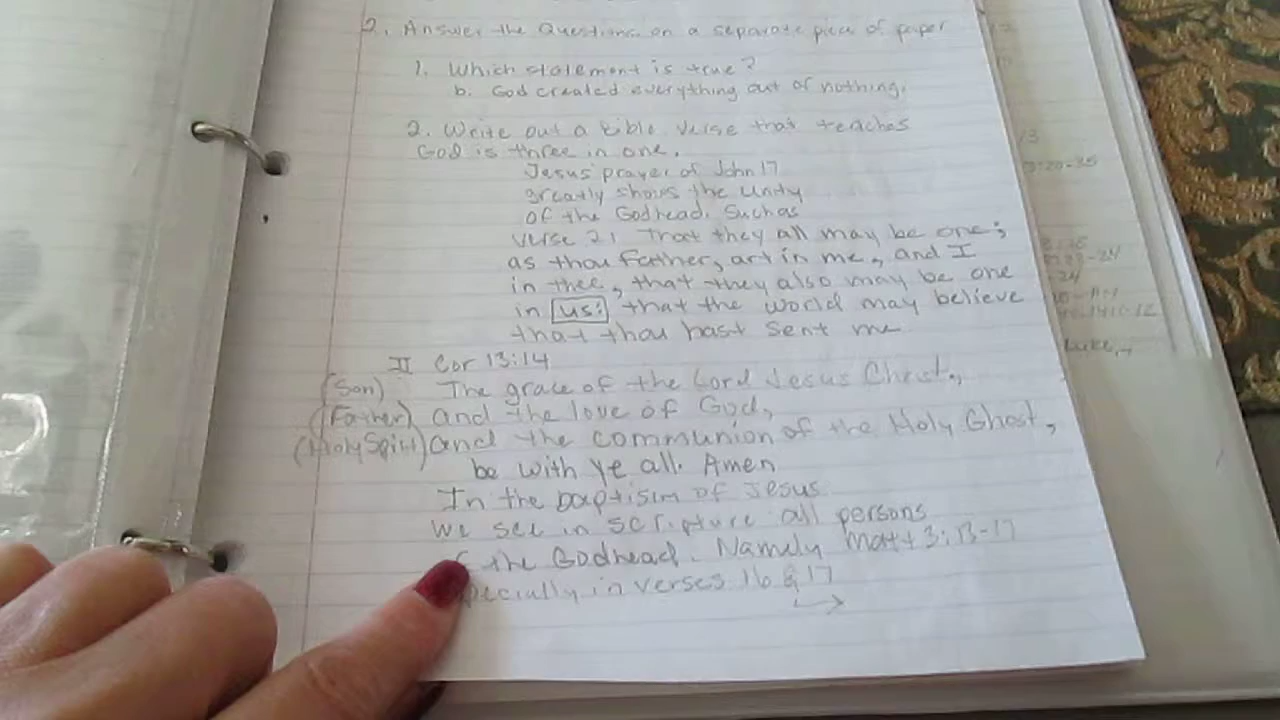 2. Answer the Questions on a separate piece of paper
1. Which statement is true?
b. God created everything out of nothing.
2. Write out a bible verse that teaches
God is three in one.
Jesus prayer of John 17
greatly shows the Unity
of the Godhead. Such as
verse 21 That they all may be one;
as thou Father, art in me, and I
in thee, that they also may be one
in us: that the world may believe
that thou hast sent me
II Cor 13:14
(Son) The grace of the Lord Jesus Christ,
(Father) and the love of God,
(Holy Spirit) and the communion of the Holy Ghost,
be with ye all. Amen
In the baptisim of Jesus
We see in scripture all persons
the Godhead. Namely Matt 3:13-17
pecially in verses 16 & 17